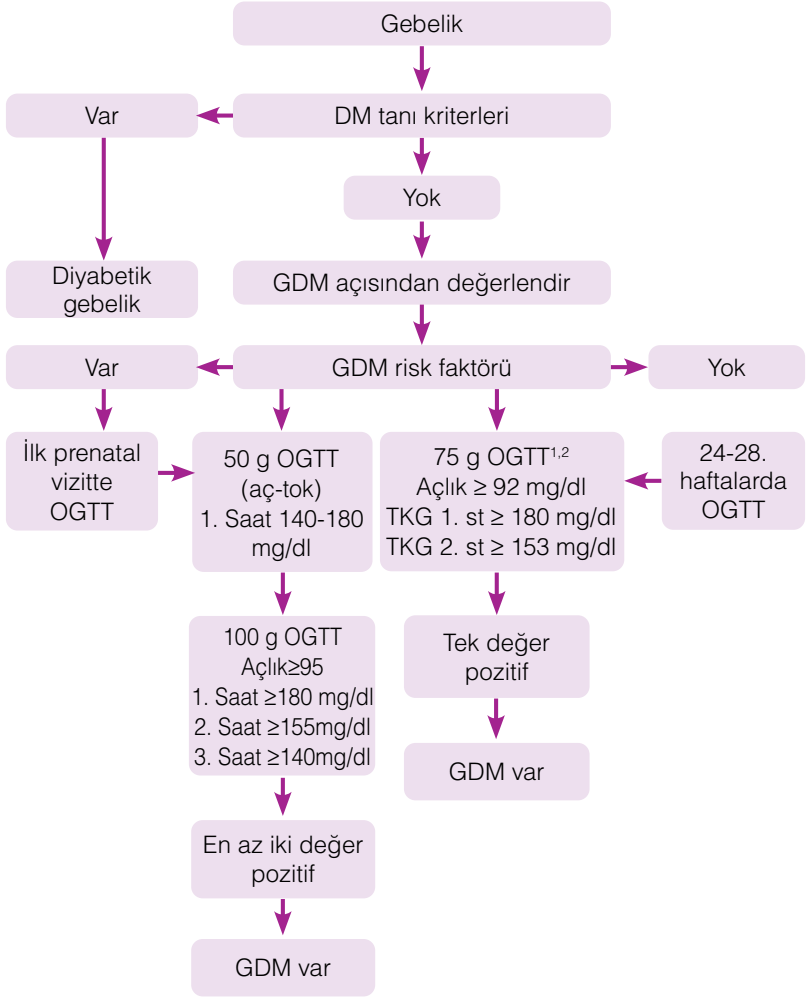 Gebelik
Var
DM tanı kriterleri
Yok
Diyabetik
gebelik
GDM açısından değerlendir
Var
GDM risk faktörü
Yok
İlk prenatal
vizitte
OGTT
50 g OGTT
(aç-tok)
1. Saat 140-180
mg/dl
75 g OGTT¹,²
Açlık ≥ 92 mg/dl
TKG 1. st ≥ 180 mg/dl
TKG 2. st ≥ 153 mg/dl
24-28.
haftalarda
OGTT
100 g OGTT
Açlık≥95
1. Saat ≥180 mg/dl
2. Saat ≥155mg/dl
3. Saat ≥140mg/dl
Tek değer
pozitif
GDM var
En az iki değer
pozitif
GDM var